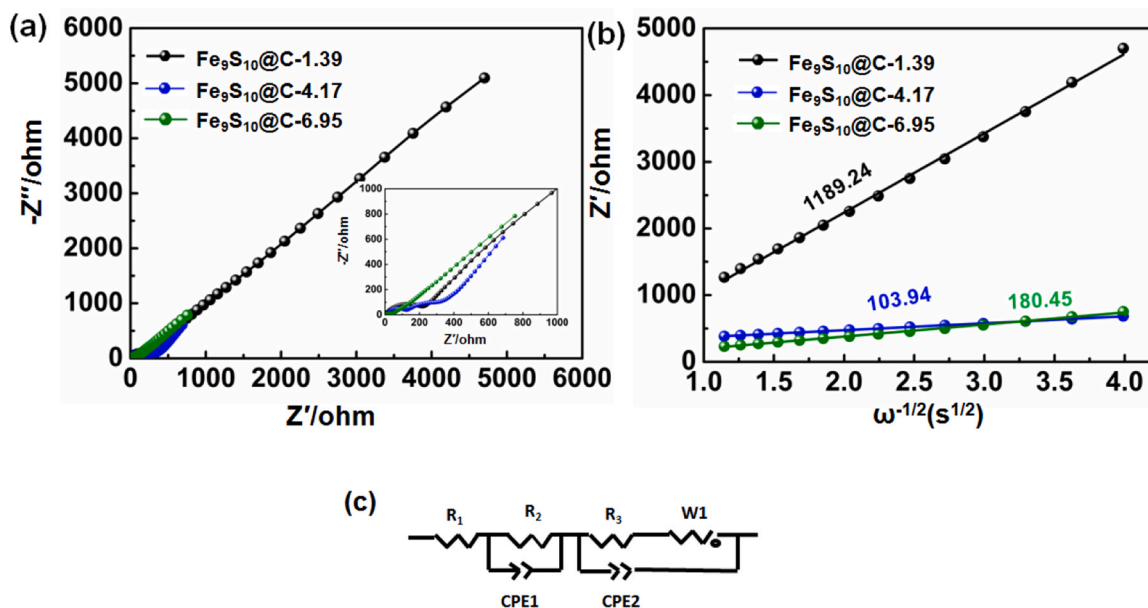 (a)
6000
5000
4000
3000
2000
1000
0
-Z″/ohm
Fe₉S₁₀@C-1.39
Fe₉S₁₀@C-4.17
Fe₉S₁₀@C-6.95
1000
800
600
400
200
0
-Z″/ohm
0 200 400 600 800 1000
Z′/ohm
0 1000 2000 3000 4000 5000 6000
Z′/ohm
(b)
5000
4000
3000
2000
1000
0
Z′/ohm
Fe₉S₁₀@C-1.39
Fe₉S₁₀@C-4.17
Fe₉S₁₀@C-6.95
1189.24
103.94
180.45
1.0 1.5 2.0 2.5 3.0 3.5 4.0
ω⁻¹/²(s¹/²)
(c)
R₁ R₂ R₃ W1
CPE1 CPE2